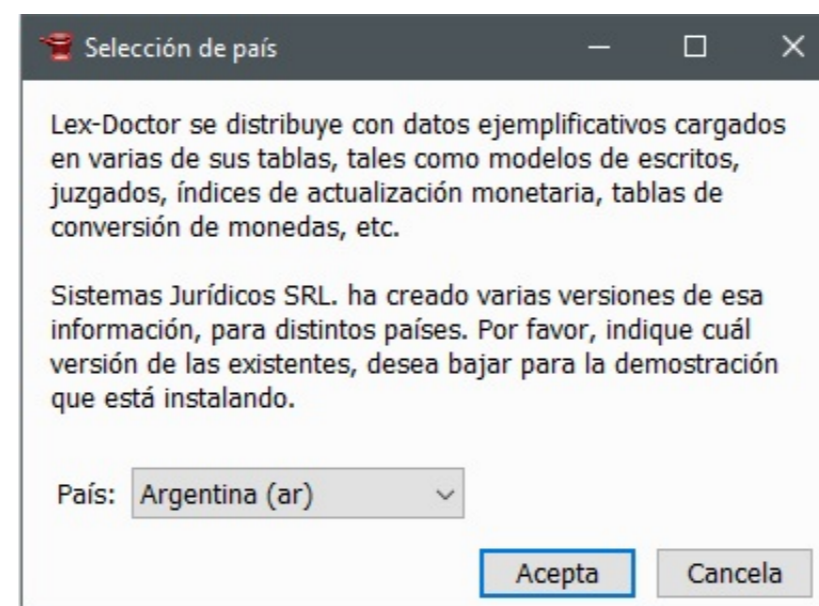 Selección de país
Lex-Doctor se distribuye con datos ejemplificativos cargados
en varias de sus tablas, tales como modelos de escritos,
juzgados, índices de actualización monetaria, tablas de
conversión de monedas, etc.
Sistemas Jurídicos SRL. ha creado varias versiones de esa
información, para distintos países. Por favor, indique cuál
versión de las existentes, desea bajar para la demostración
que está instalando.
País: Argentina (ar)
Acepta Cancela